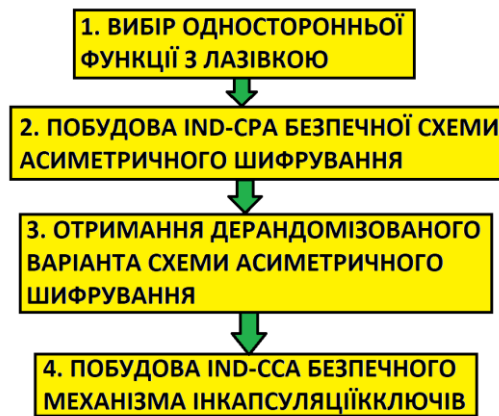 1. ВИБІР ОДНОСТОРОННЬОЇ
ФУНКЦІЇ З ЛАЗІВКОЮ
2. ПОБУДОВА IND-CPA БЕЗПЕЧНОЇ СХЕМИ
АСИМЕТРИЧНОГО ШИФРУВАННЯ
3. ОТРИМАННЯ ДЕРАНДОМІЗОВАНОГО
ВАРІАНТА СХЕМИ АСИМЕТРИЧНОГО
ШИФРУВАННЯ
4. ПОБУДОВА IND-CCA БЕЗПЕЧНОГО
МЕХАНІЗМА ІНКАПСУЛЯЦІЇККЛЮЧІВ